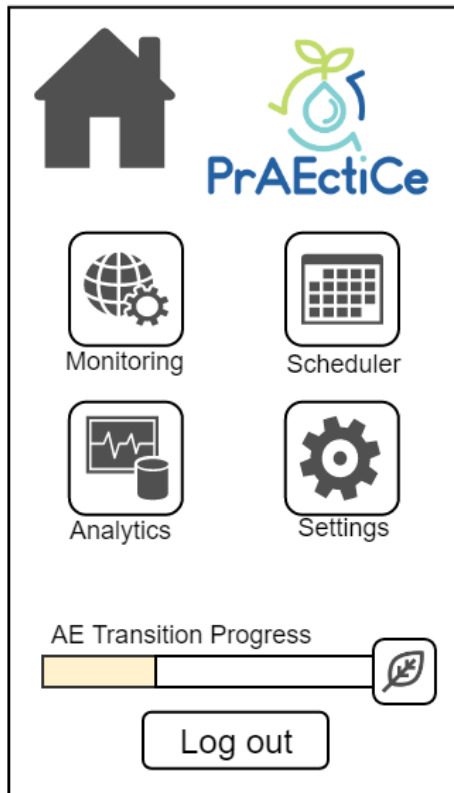 PrAEctiCe
Monitoring
Scheduler
Analytics
Settings
AE Transition Progress
Log out